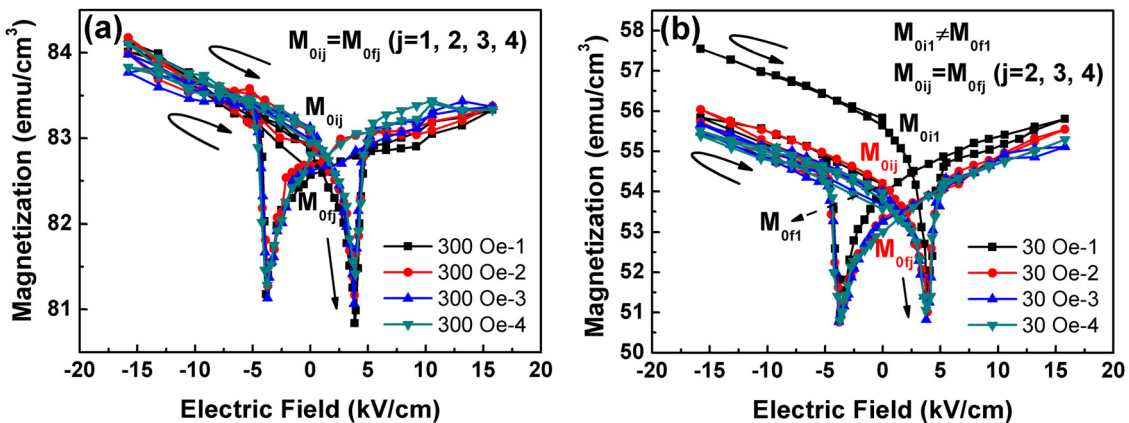 (a)
M0ij=M0fj (j=1, 2, 3, 4)
M0ij
M0fj
300 Oe-1
300 Oe-2
300 Oe-3
300 Oe-4
84
83
82
81
-20 -15 -10 -5 0 5 10 15 20
Electric Field (kV/cm)
Magnetization (emu/cm3)
(b)
M0i1≠M0f1
M0ij=M0fj (j=2, 3, 4)
M0i1
M0ij
M0f1
M0fj
30 Oe-1
30 Oe-2
30 Oe-3
30 Oe-4
58
57
56
55
54
53
52
51
50
-20 -15 -10 -5 0 5 10 15 20
Electric Field (kV/cm)
Magnetization (emu/cm3)